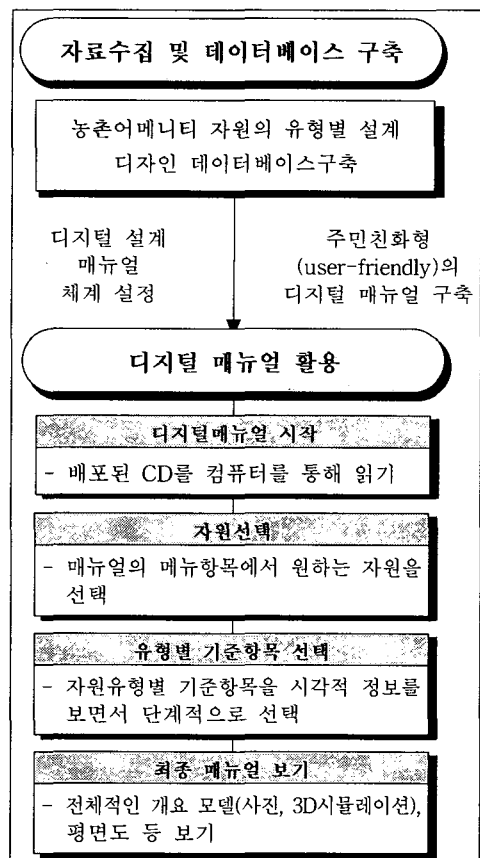 자료수집 및 데이터베이스 구축
농촌어메니티 자원의 유형별 설계
디자인 데이터베이스구축
디지털 설계
매뉴얼
체계 설정
주민친화형
(user-friendly)의
디지털 매뉴얼 구축
디지털 매뉴얼 활용
디지털메뉴얼 시작
- 배포된 CD를 컴퓨터를 통해 읽기
자원선택
- 매뉴얼의 메뉴항목에서 원하는 자원을
선택
유형별 기준항목 선택
- 자원유형별 기준항목을 시각적 정보를
보면서 단계적으로 선택
최종 매뉴얼 보기
- 전체적인 개요 모델(사진, 3D시뮬레이션),
평면도 등 보기